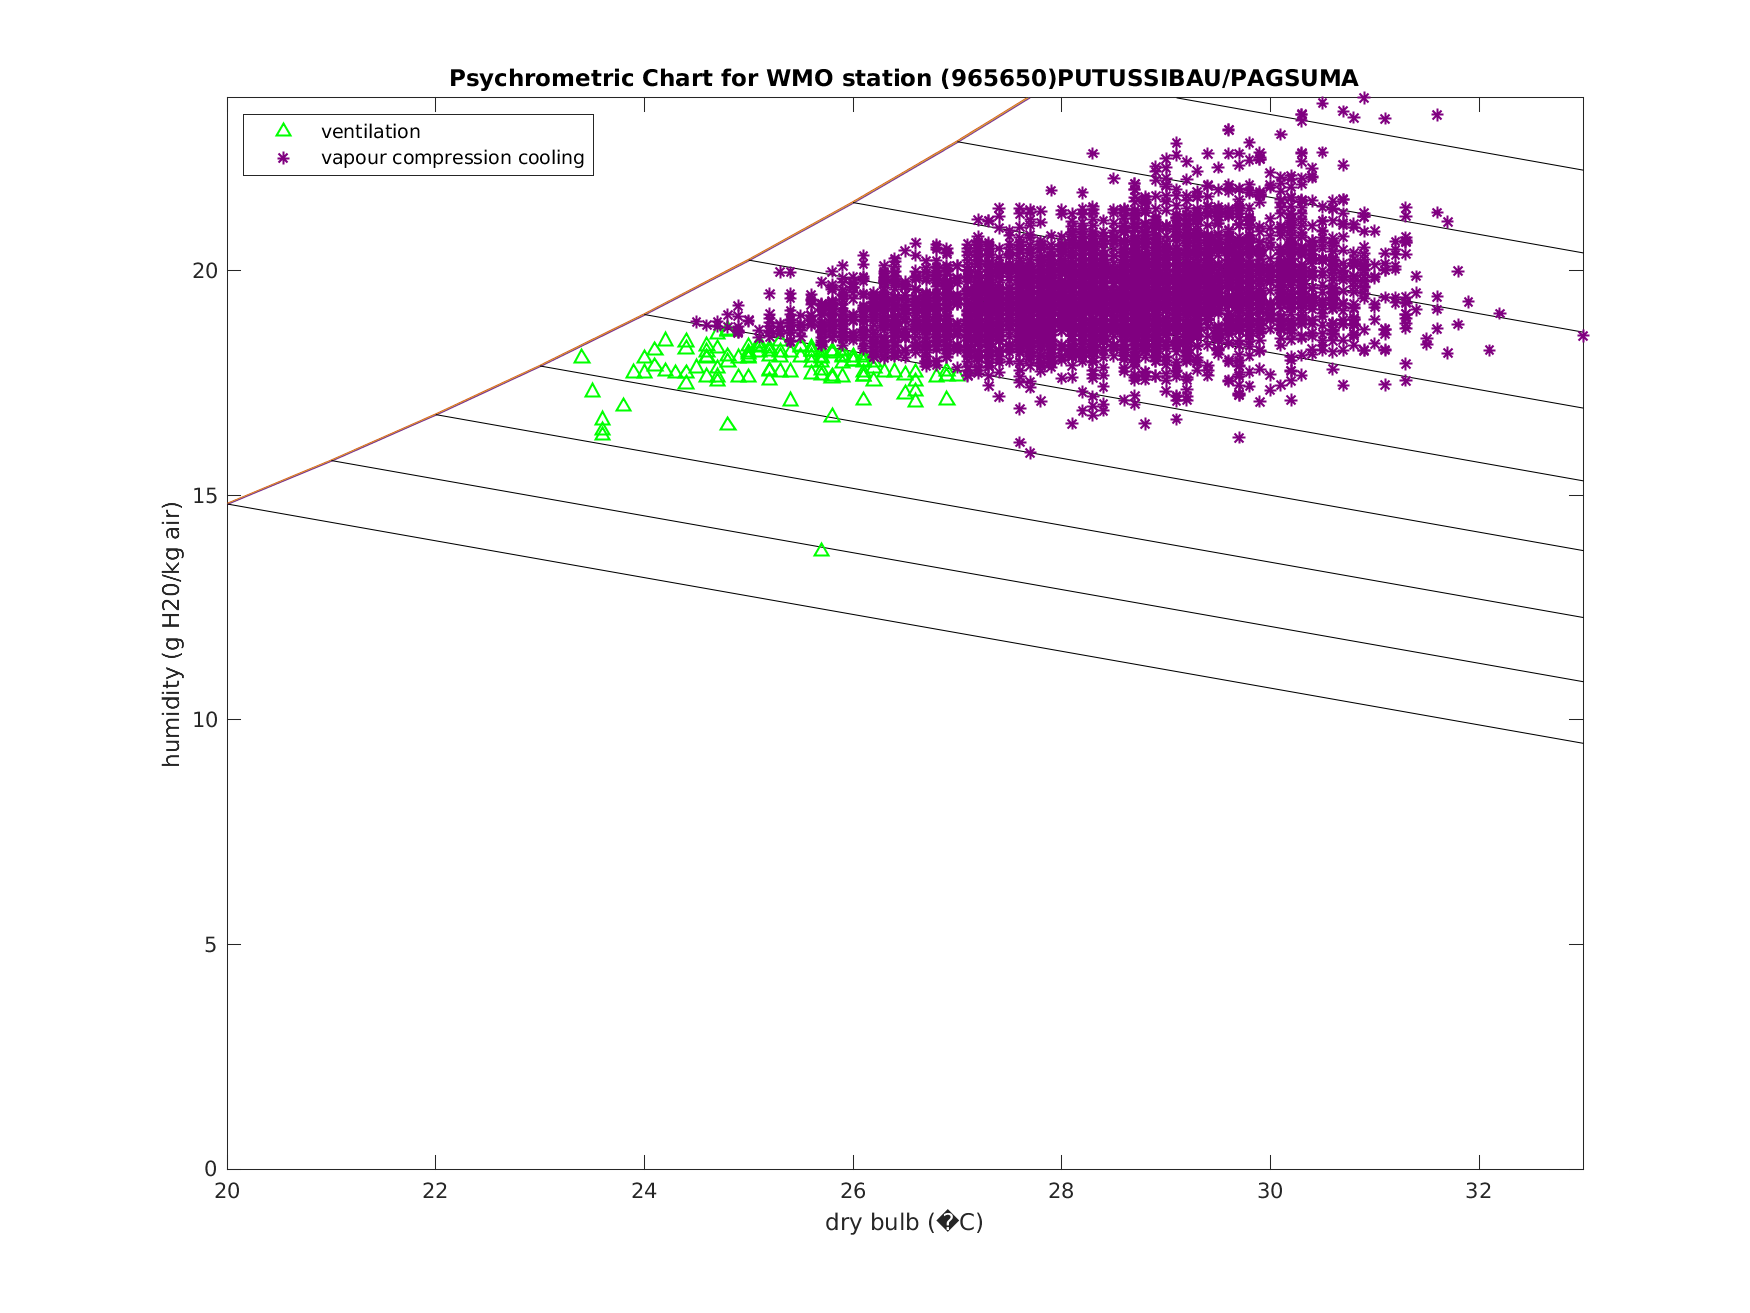 Psychrometric Chart for WMO station (965650)PUTUSSIBAU/PAGSUMA
ventilation
vapour compression cooling
20
15
10
5
0
humidity (g H20/kg air)
20 22 24 26 28 30 32
dry bulb (�C)